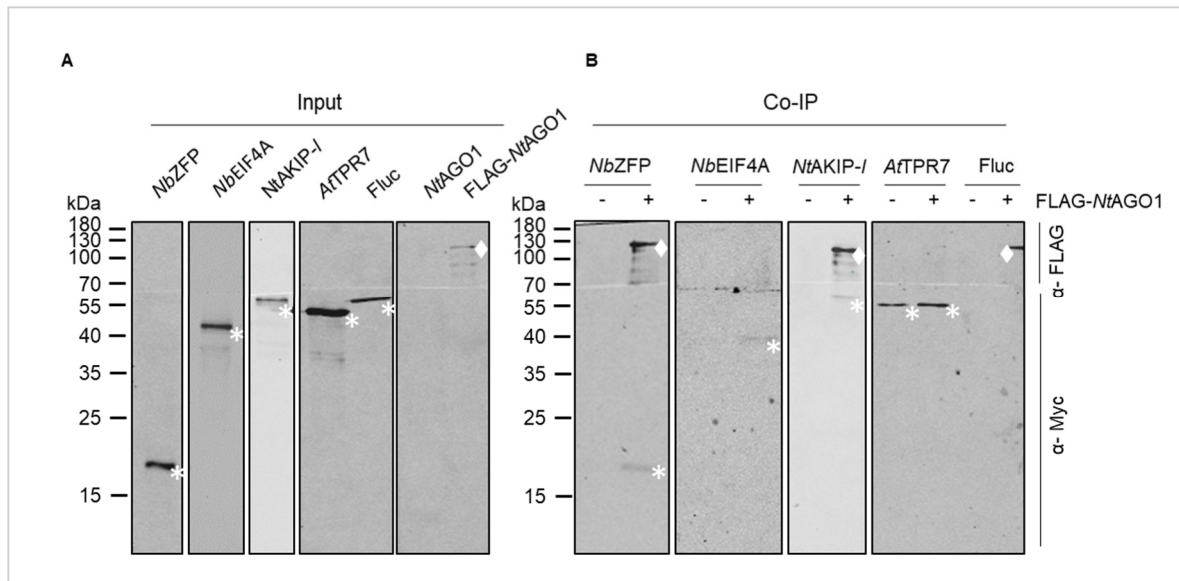 A
B
Input
Co-IP
NbZFP
NbEIF4A
NtAKIP-I
AtTPR7
Fluc
NtAGO1
FLAG-NtAGO1
NbZFP
NbEIF4A
NtAKIP-I
AtTPR7
Fluc
- + - + - + - + - + FLAG-NtAGO1
kDa
180
130
100
70
55
40
35
25
15
kDa
180
130
100
70
55
40
35
25
15
α- FLAG
α- Myc